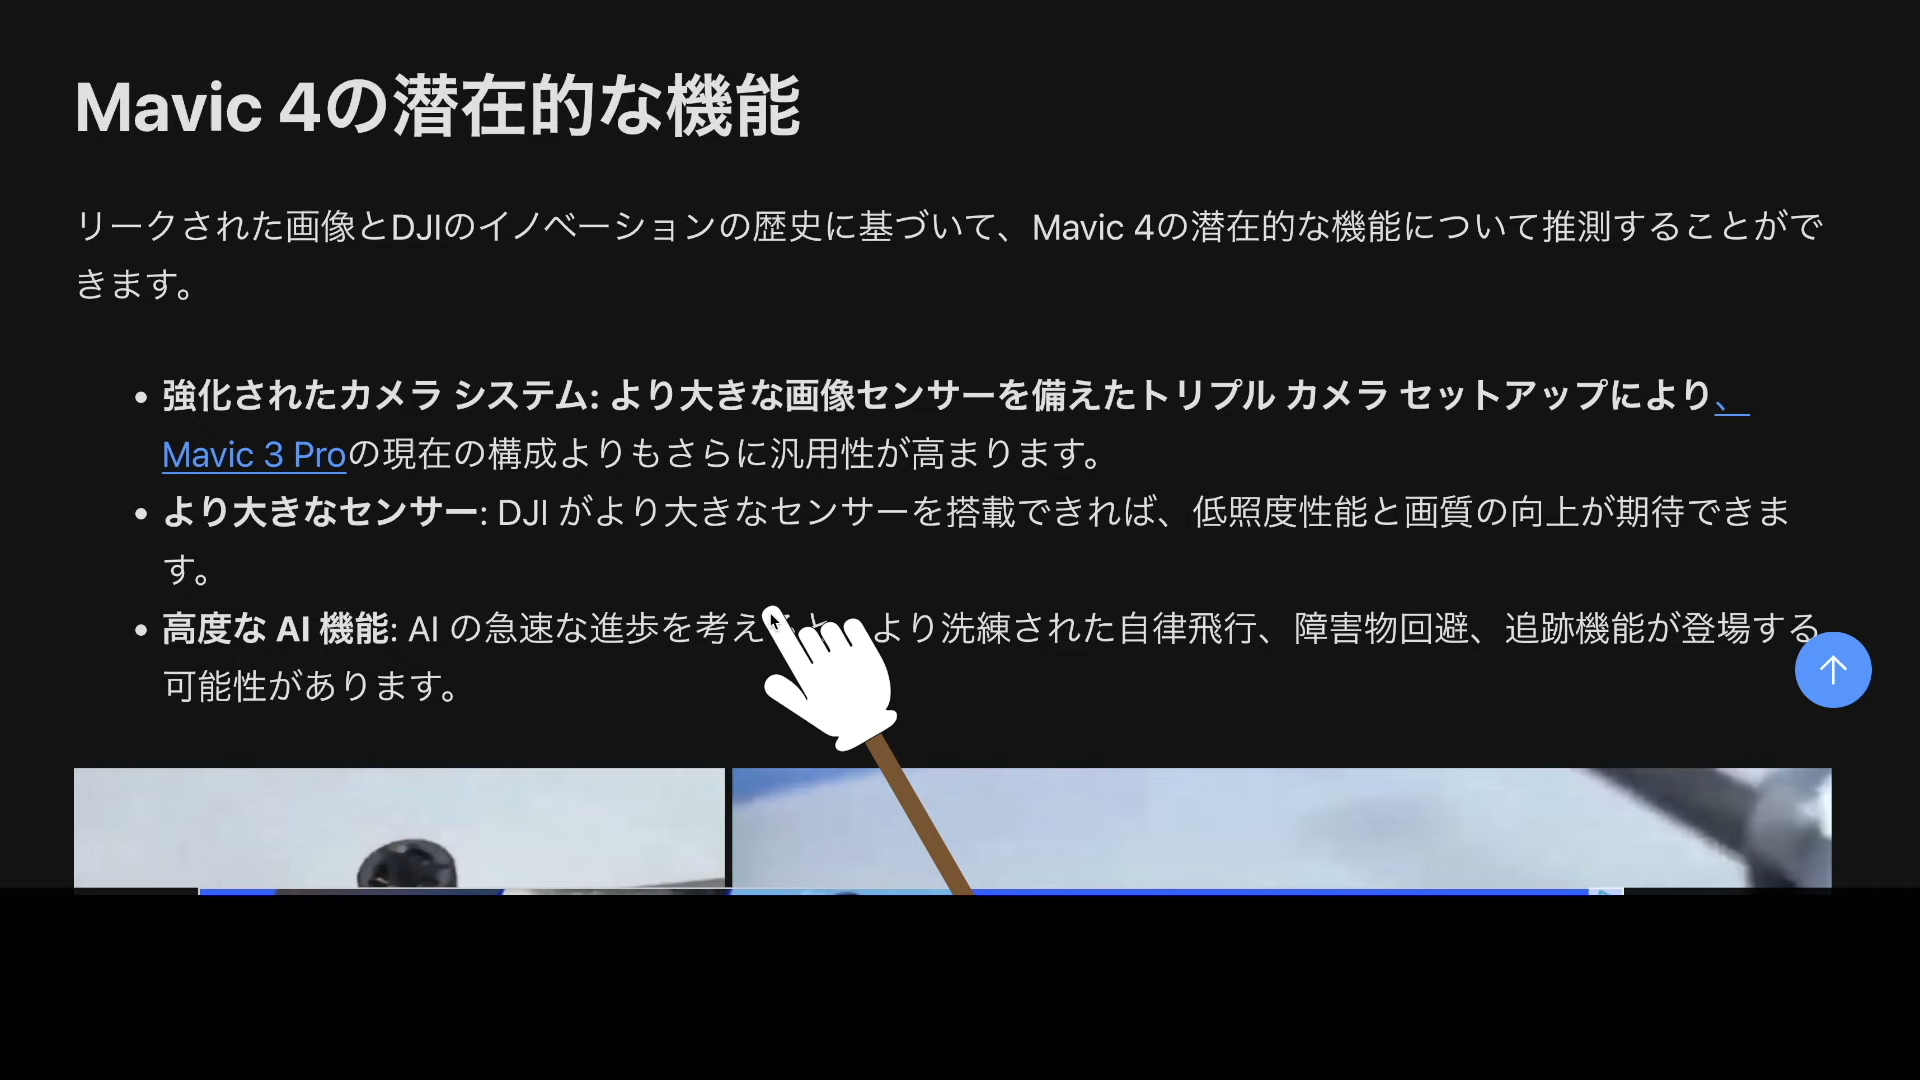 Mavic 4の潜在的な機能
リークされた画像とDJIのイノベーションの歴史に基づいて、Mavic 4の潜在的な機能について推測することがで
きます。
• 強化されたカメラ システム: より大きな画像センサーを備えたトリプル カメラ セットアップにより、
Mavic 3 Proの現在の構成よりもさらに汎用性が高まります。
• より大きなセンサー: DJI がより大きなセンサーを搭載できれば、低照度性能と画質の向上が期待できま
す。
• 高度な AI 機能: AI の急速な進歩を考え より洗練された自律飛行、障害物回避、追跡機能が登場する
可能性があります。